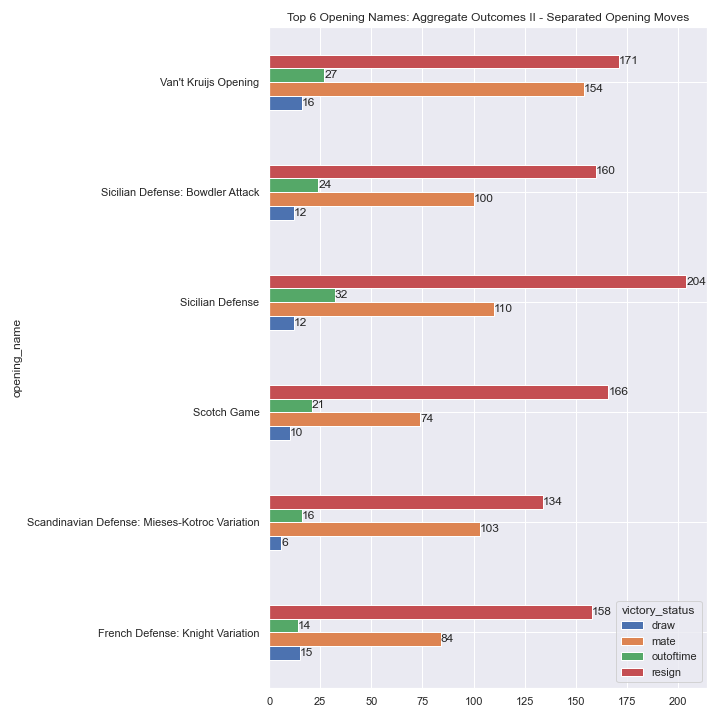 Top 6 Opening Names: Aggregate Outcomes II - Separated Opening Moves
opening_name
Van't Kruijs Opening
171
27
154
16
Sicilian Defense: Bowdler Attack
160
24
100
12
Sicilian Defense
204
32
110
12
Scotch Game
166
21
74
10
Scandinavian Defense: Mieses-Kotroc Variation
134
16
103
6
French Defense: Knight Variation
158
14
84
15
victory_status
draw
mate
outoftime
resign
0 25 50 75 100 125 150 175 200